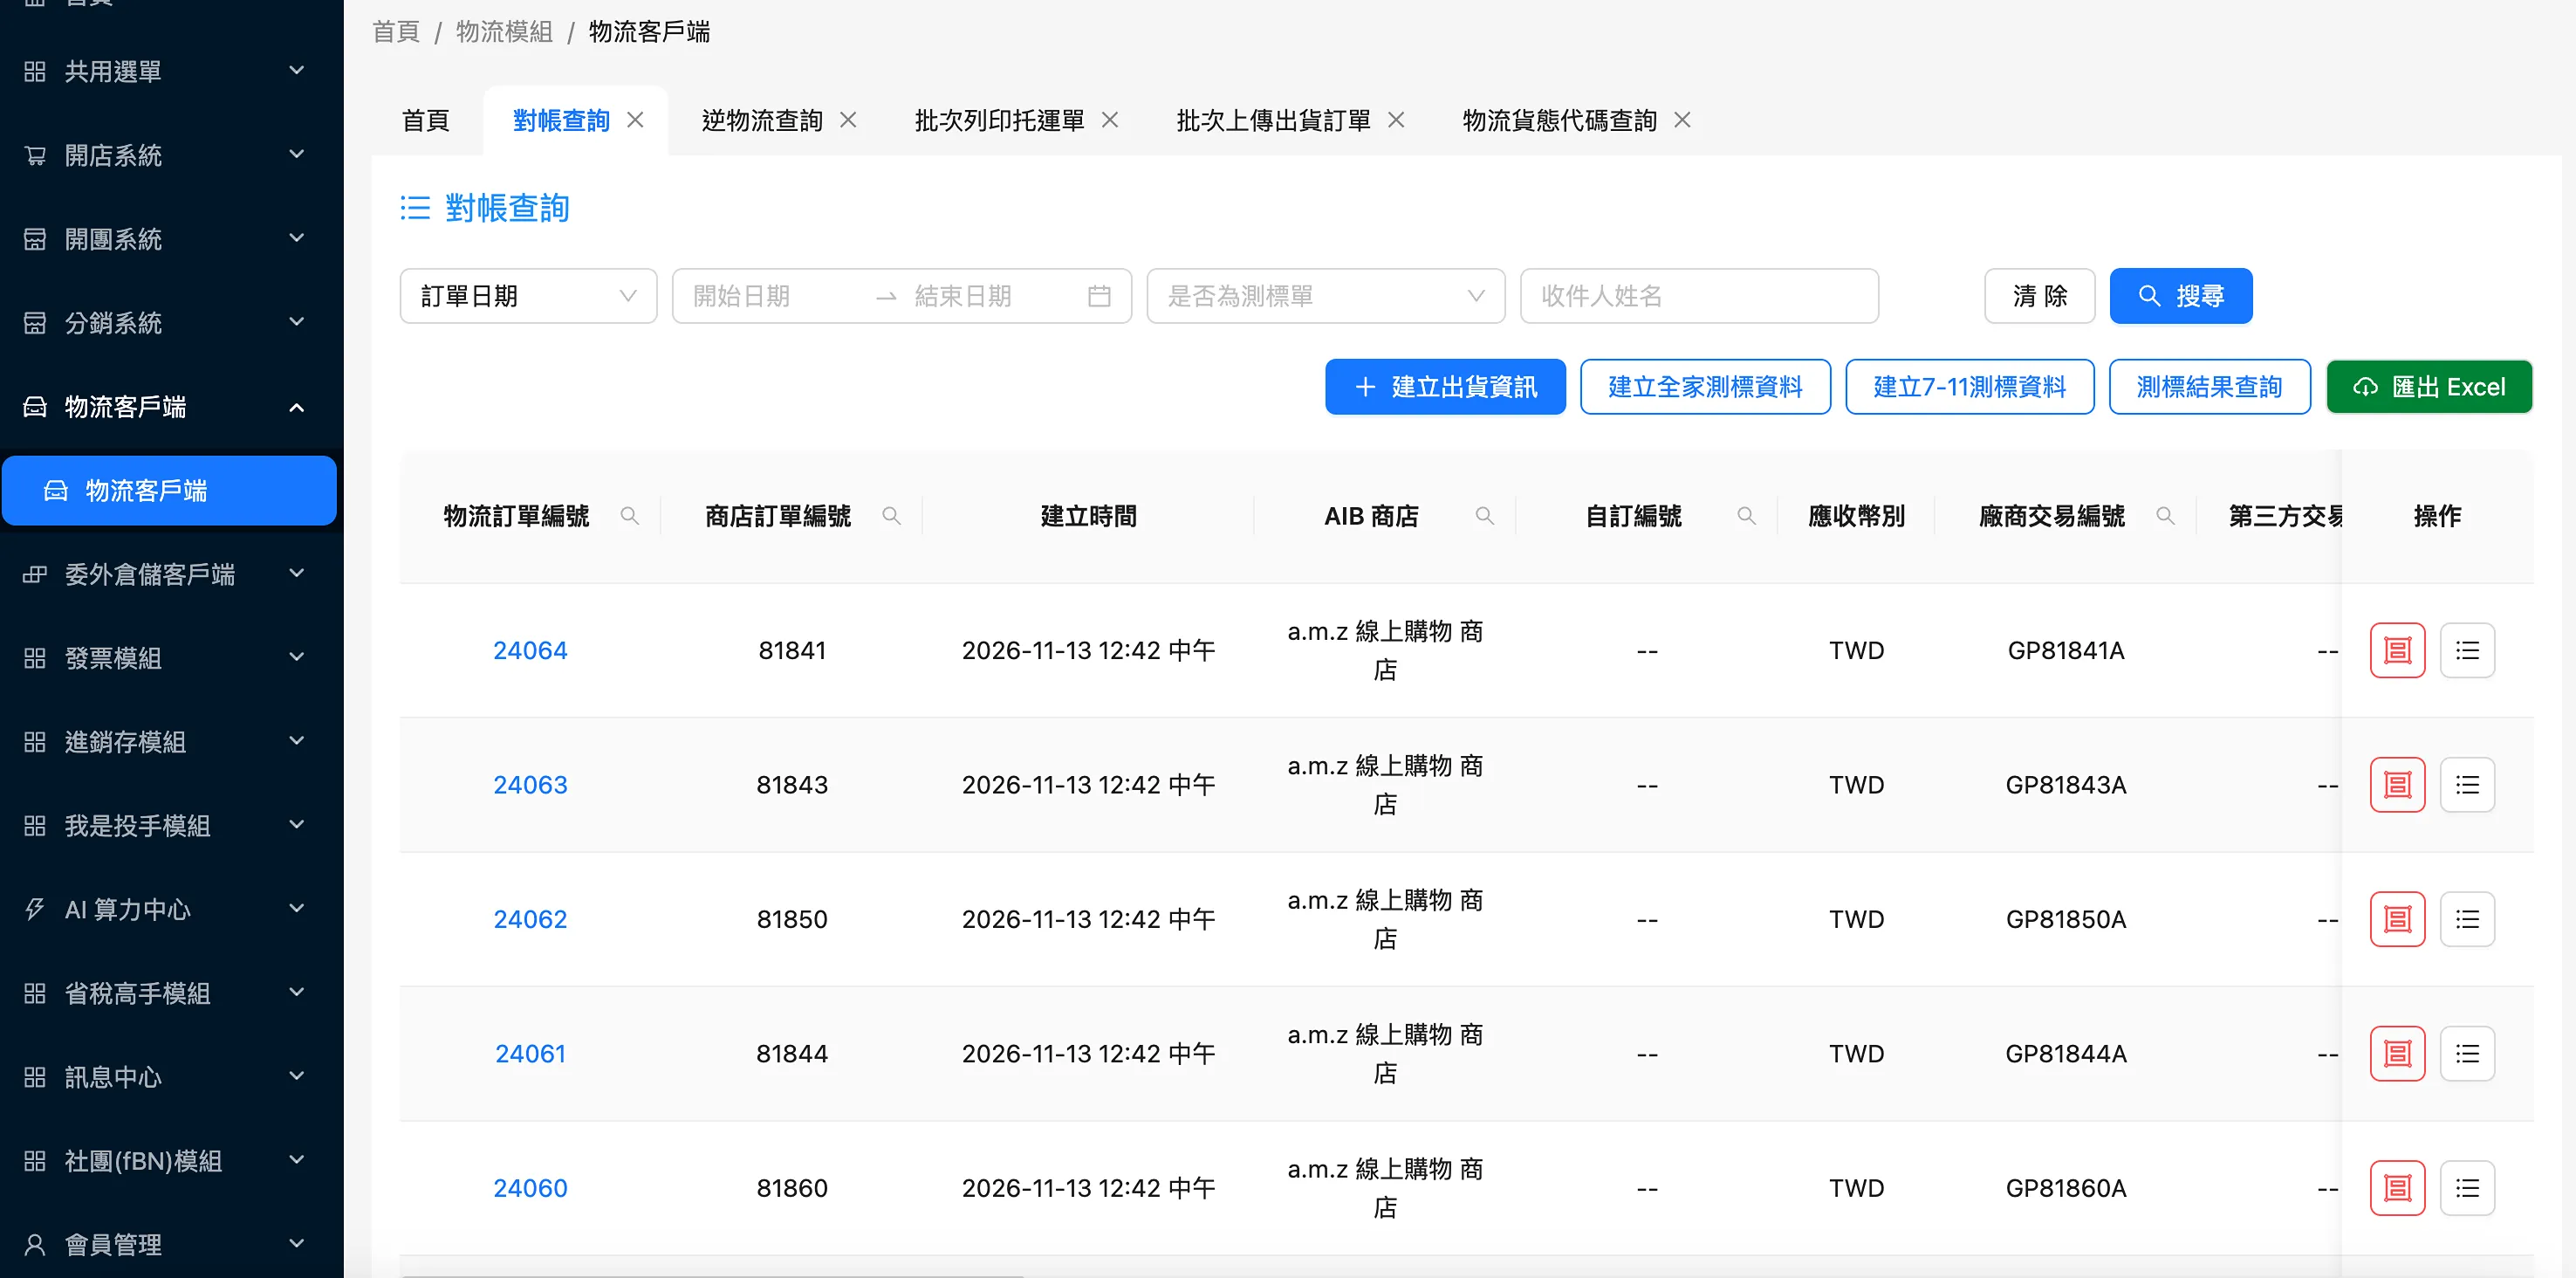 首頁 / 物流模組 / 物流客戶端
共用選單
開店系統
開團系統
分銷系統
物流客戶端
物流客戶端
委外倉儲客戶端
發票模組
進銷存模組
我是投手模組
AI 算力中心
省稅高手模組
訊息中心
社團(fBN)模組
會員管理
首頁 對帳查詢 逆物流查詢 批次列印托運單 批次上傳出貨訂單 物流貨態代碼查詢
對帳查詢
訂單日期 開始日期 結束日期 是否為測標單 收件人姓名 清 除 搜尋
建立出貨資訊 建立全家測標資料 建立7-11測標資料 測標結果查詢 匯出 Excel
物流訂單編號 商店訂單編號 建立時間 AIB 商店 自訂編號 應收幣別 廠商交易編號 第三方交易 操作
24064 81841 2026-11-13 12:42 中午 a.m.z 線上購物 商 -- TWD GP81841A --
店
24063 81843 2026-11-13 12:42 中午 a.m.z 線上購物 商 -- TWD GP81843A --
店
24062 81850 2026-11-13 12:42 中午 a.m.z 線上購物 商 -- TWD GP81850A --
店
24061 81844 2026-11-13 12:42 中午 a.m.z 線上購物 商 -- TWD GP81844A --
店
24060 81860 2026-11-13 12:42 中午 a.m.z 線上購物 商 -- TWD GP81860A --
店